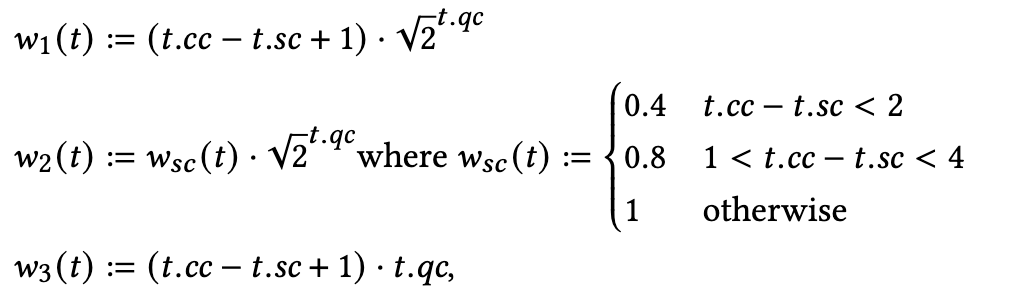 w₁(t) := (t.cc − t.sc + 1) · √2^{t.qc}
w₂(t) := w_{sc}(t) · √2^{t.qc} where w_{sc}(t) := { 0.4 t.cc − t.sc < 2
0.8 1 < t.cc − t.sc < 4
1 otherwise
w₃(t) := (t.cc − t.sc + 1) · t.qc,